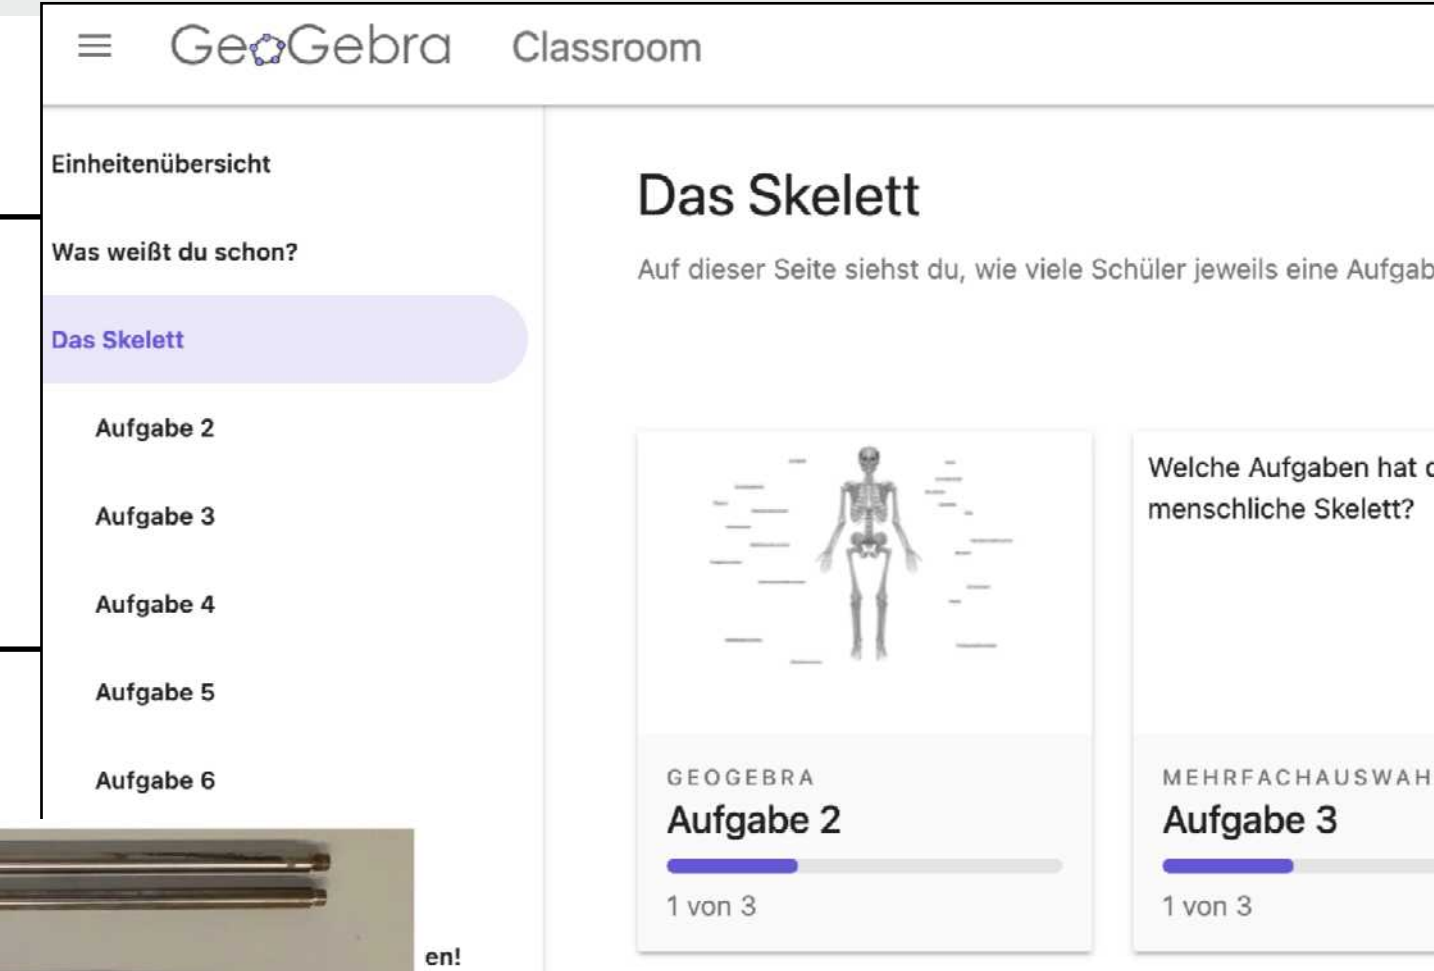 GeoGebra Classroom
Einheitenübersicht
Was weißt du schon?
Das Skelett
Aufgabe 2
Aufgabe 3
Aufgabe 4
Aufgabe 5
Aufgabe 6
en!
Das Skelett
Auf dieser Seite siehst du, wie viele Schüler jeweils eine
GEOGEBRA
Aufgabe 2
1 von 3
Welche Aufgaben hat
menschliche Skelett?
Aufgabe 3
1 von 3